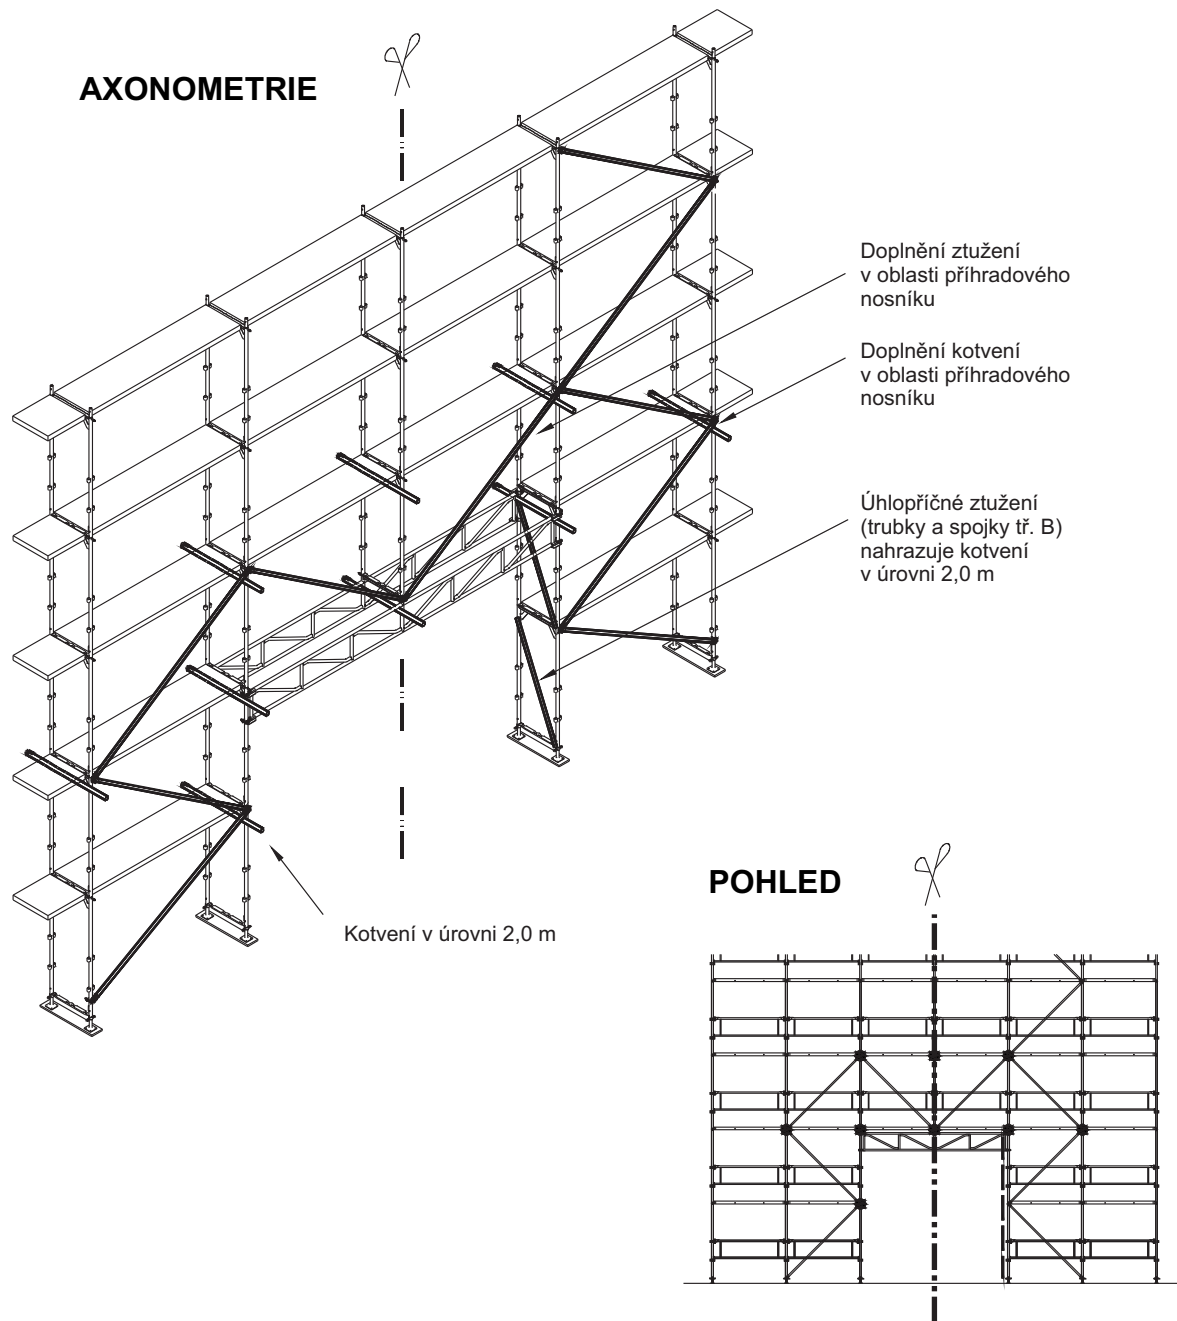 AXONOMETRIE
Doplnění ztužení
v oblasti příhradového
nosníku
Doplnění kotvení
v oblasti příhradového
nosníku
Úhlopříčné ztužení
(trubky a spojky tř. B)
nahrazuje kotvení
v úrovni 2,0 m
Kotvení v úrovni 2,0 m
POHLED